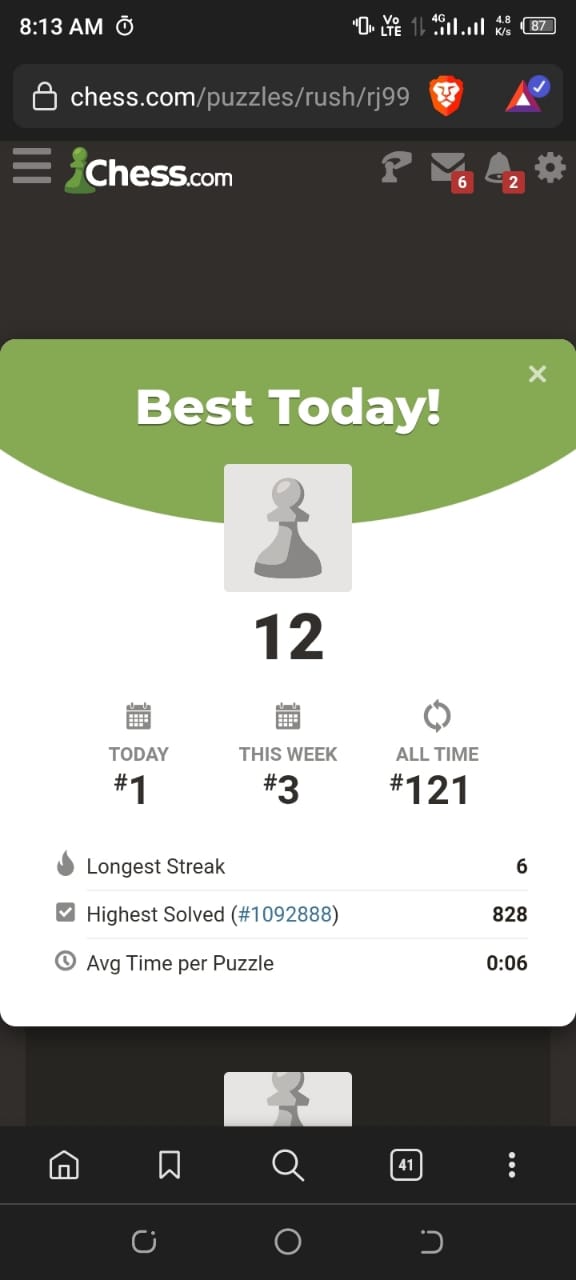 8:13 AM
Vo LTE 4G 4.8 K/s 87
chess.com/puzzles/rush/rj99
Chess.com 6 2
Best Today!
12
TODAY THIS WEEK ALL TIME
#1 #3 #121
Longest Streak 6
Highest Solved (#1092888) 828
Avg Time per Puzzle 0:06
41